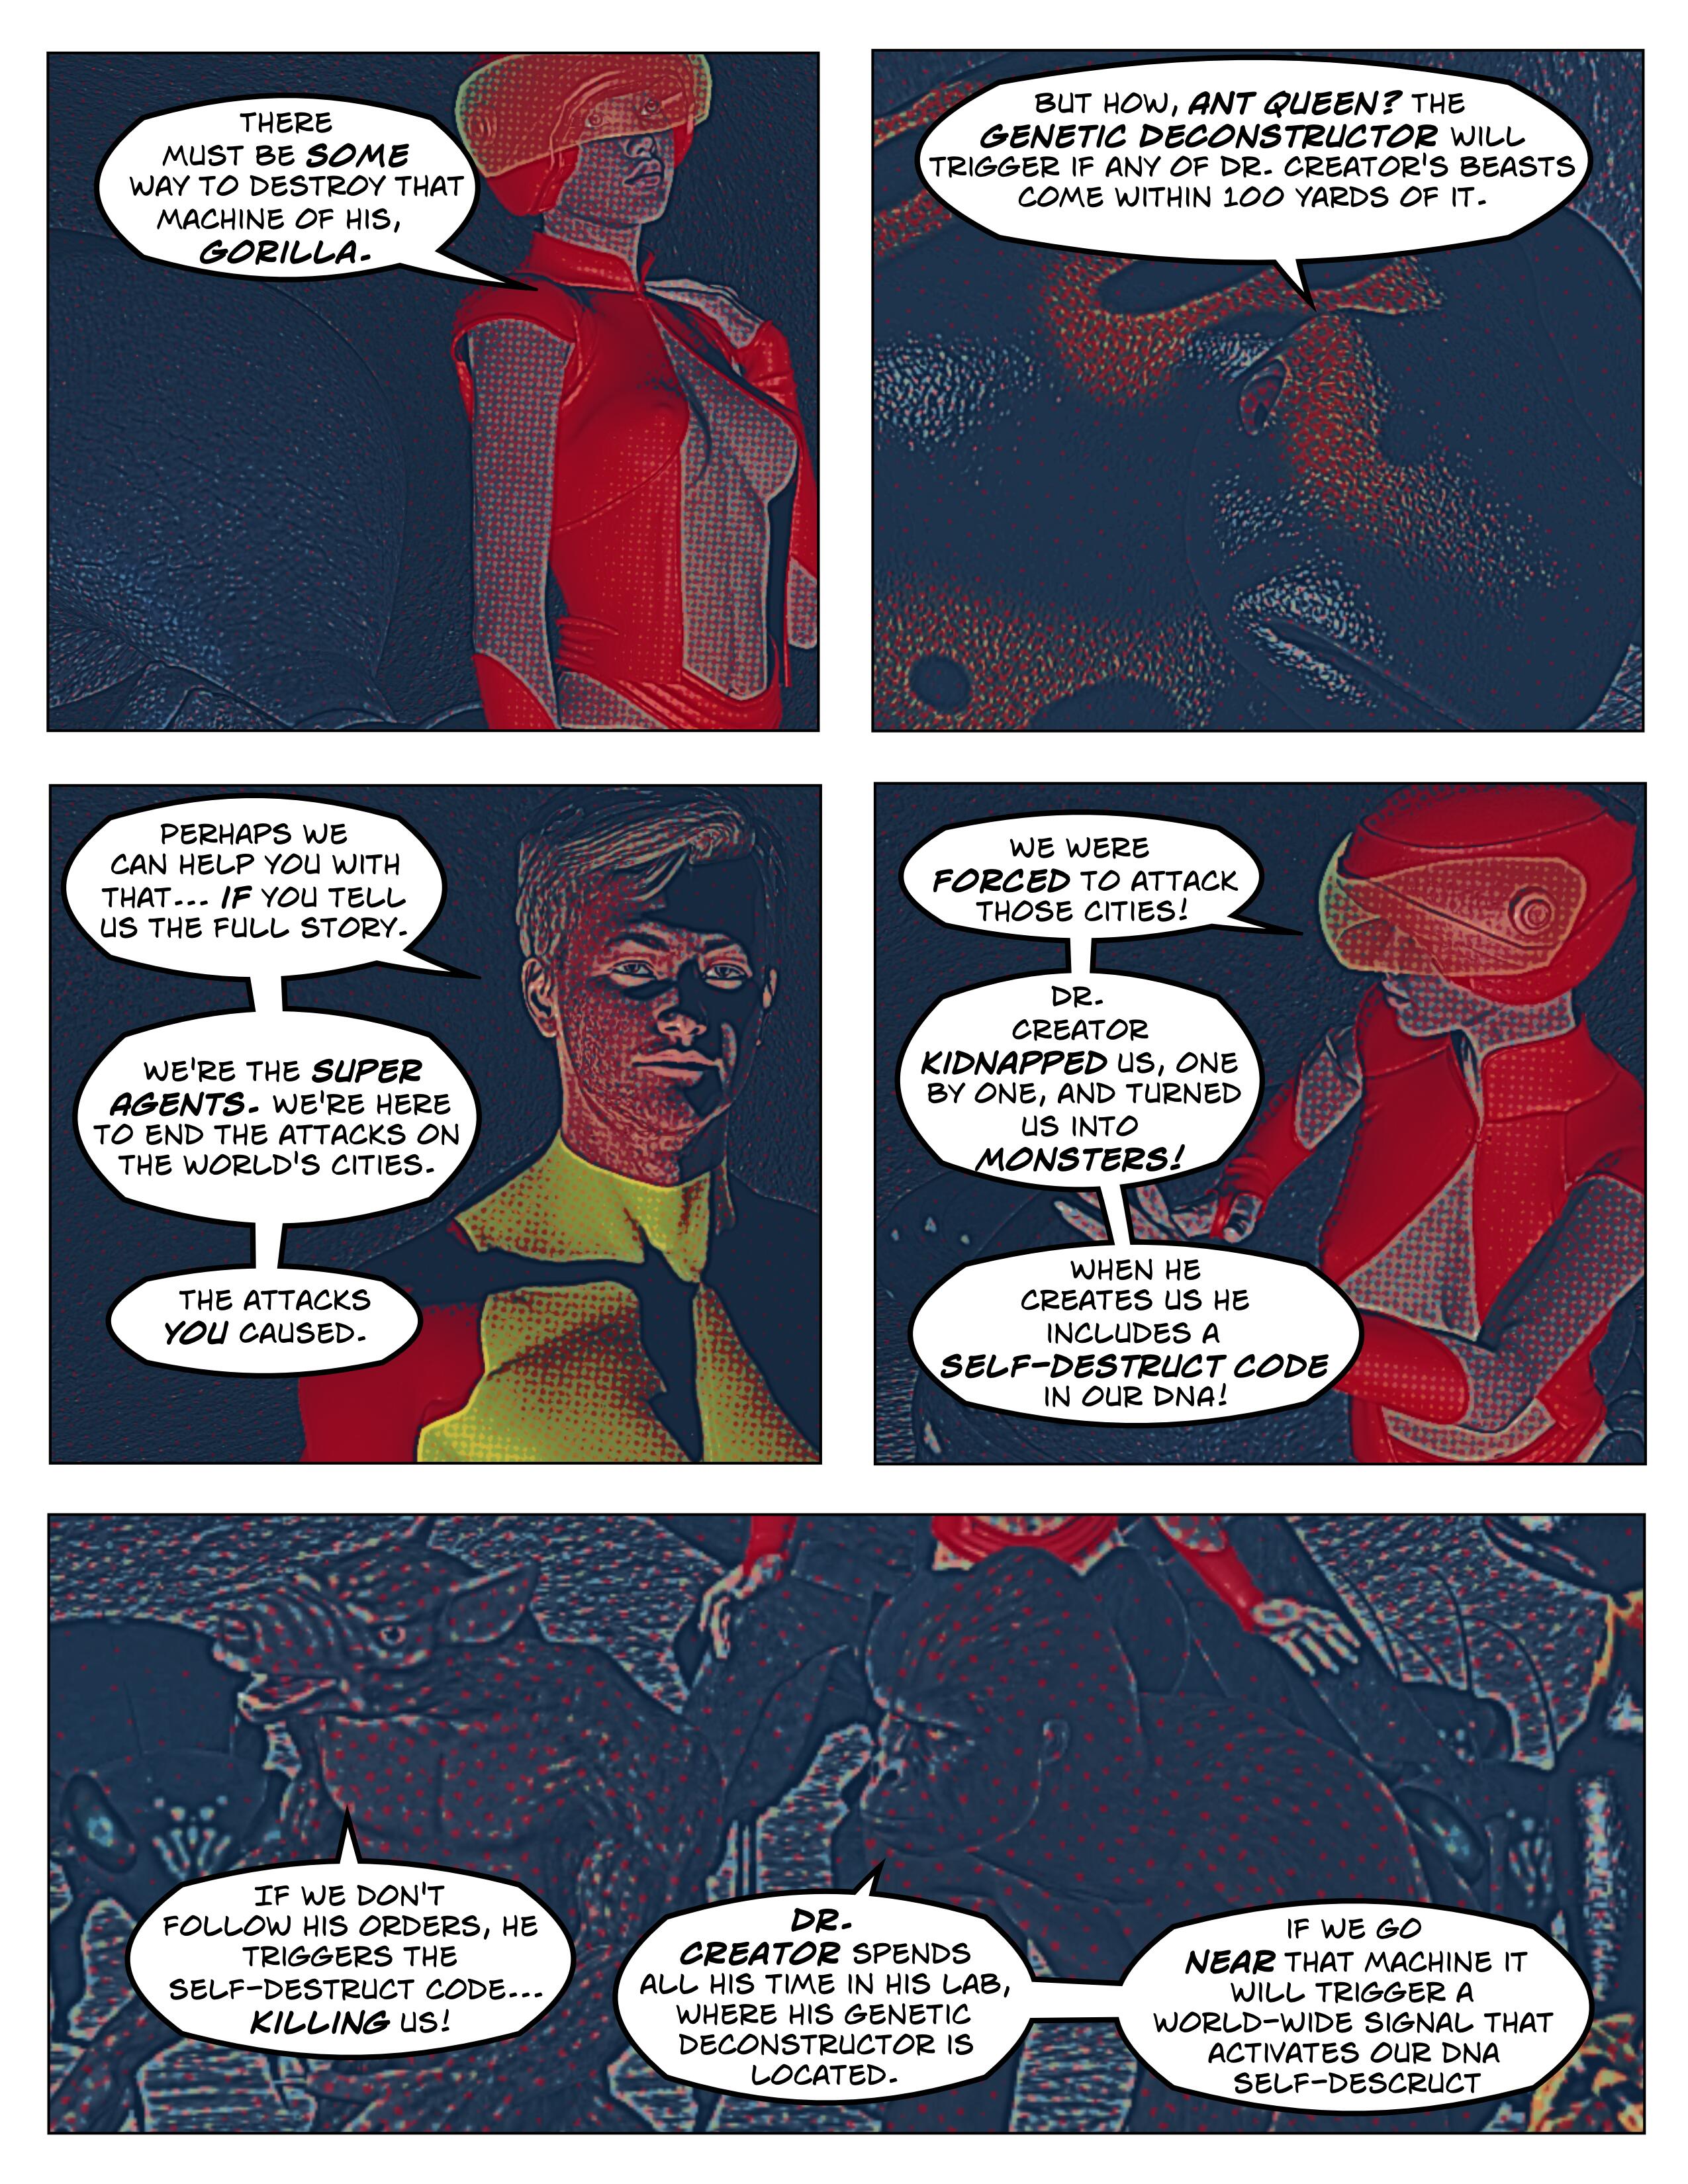 THERE
MUST BE SOME
WAY TO DESTROY THAT
MACHINE OF HIS,
GORILLA.
BUT HOW, ANT QUEEN? THE
GENETIC DECONSTRUCTOR WILL
TRIGGER IF ANY OF DR. CREATOR'S BEASTS
COME WITHIN 100 YARDS OF IT.
PERHAPS WE
CAN HELP YOU WITH
THAT... IF YOU TELL
US THE FULL STORY.
WE'RE THE SUPER
AGENTS. WE'RE HERE
TO END THE ATTACKS ON
THE WORLD'S CITIES.
THE ATTACKS
YOU CAUSED.
WE WERE
FORCED TO ATTACK
THOSE CITIES!
DR.
CREATOR
KIDNAPPED US, ONE
BY ONE, AND TURNED
US INTO
MONSTERS!
WHEN HE
CREATES US HE
INCLUDES A
SELF-DESTRUCT CODE
IN OUR DNA!
IF WE DON'T
FOLLOW HIS ORDERS, HE
TRIGGERS THE
SELF-DESTRUCT CODE...
KILLING US!
DR.
CREATOR SPENDS
ALL HIS TIME IN HIS LAB,
WHERE HIS GENETIC
DECONSTRUCTOR IS
LOCATED.
IF WE GO
NEAR THAT MACHINE IT
WILL TRIGGER A
WORLD-WIDE SIGNAL THAT
ACTIVATES OUR DNA
SELF-DESCRUCT